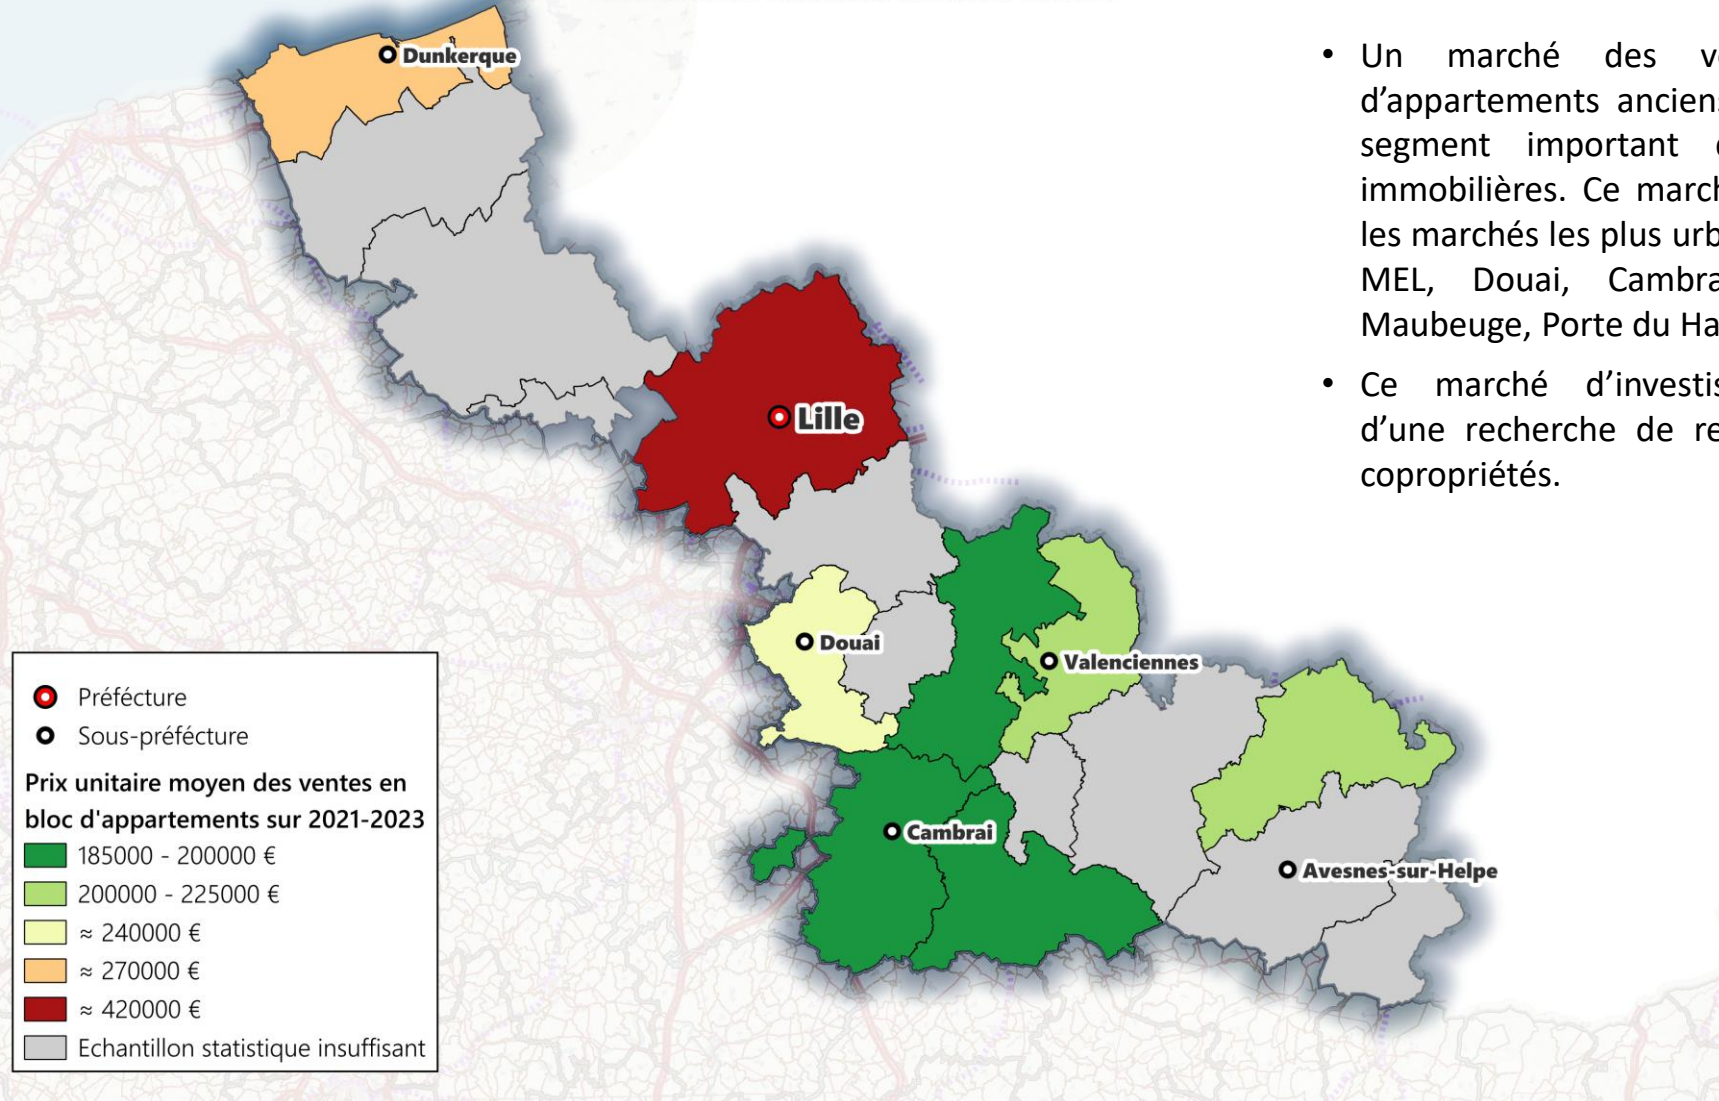 Dunkerque
Lille
Douai
Valenciennes
Cambrai
Avesnes-sur-Helpe
Préfécture
Sous-préfécture
Prix unitaire moyen des ventes en
bloc d'appartements sur 2021-2023
185000 - 200000 €
200000 - 225000 €
≈ 240000 €
≈ 270000 €
≈ 420000 €
Echantillon statistique insuffisant
• Un marché des
d’appartements
segment important
immobilières. Ce
les marchés les plus
MEL, Douai,
Maubeuge, Porte du
• Ce marché
d’une recherche de
copropriétés.